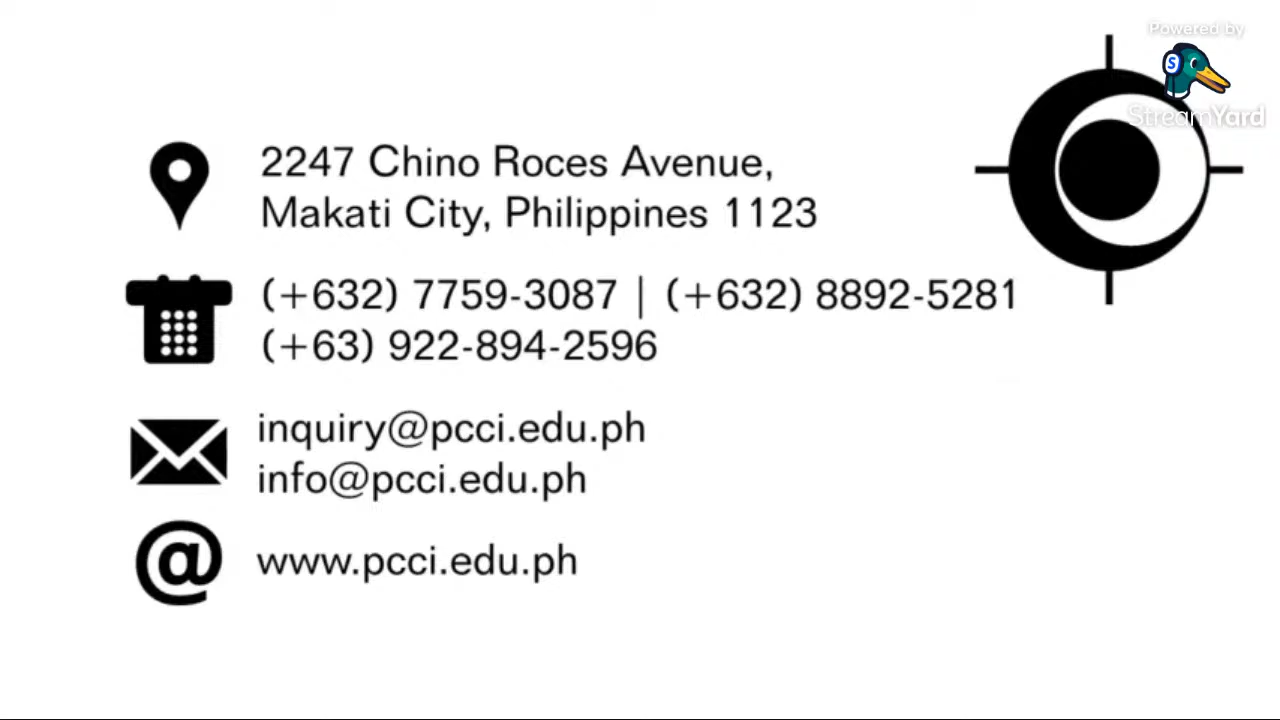 Powered by
StreamYard
2247 Chino Roces Avenue,
Makati City, Philippines 1123
(+632) 7759-3087 | (+632) 8892-5281
(+63) 922-894-2596
inquiry@pcci.edu.ph
info@pcci.edu.ph
@ www.pcci.edu.ph